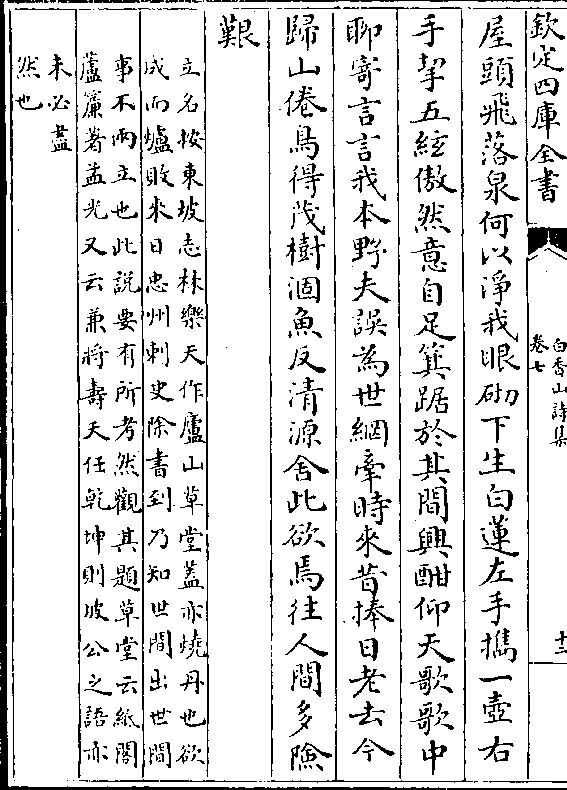 欽定四庫全書
白香山詩集
卷七
十三
屋頭飛落泉何以淨我眼砌下生白蓮左手擕一壺右
手挈五絃傲然意自足箕踞於其間興酣仰天歌歌中
聊寄言言我本野夫誤為世綱牽時來昔捧日老去今
歸山倦鳥得茂樹涸魚反清源舍此欲焉往人間多險
艱
立名按東坡志林樂天作廬山草堂蓋亦燒丹也欲
成而爐敗來日忠州刺史除書到乃知世間出世間
事不兩立也此説要有所考然觀其題草堂云紙閣
蘆簾著孟光又云兼將壽夭任乾坤則坡公之語亦
未必盡
然也